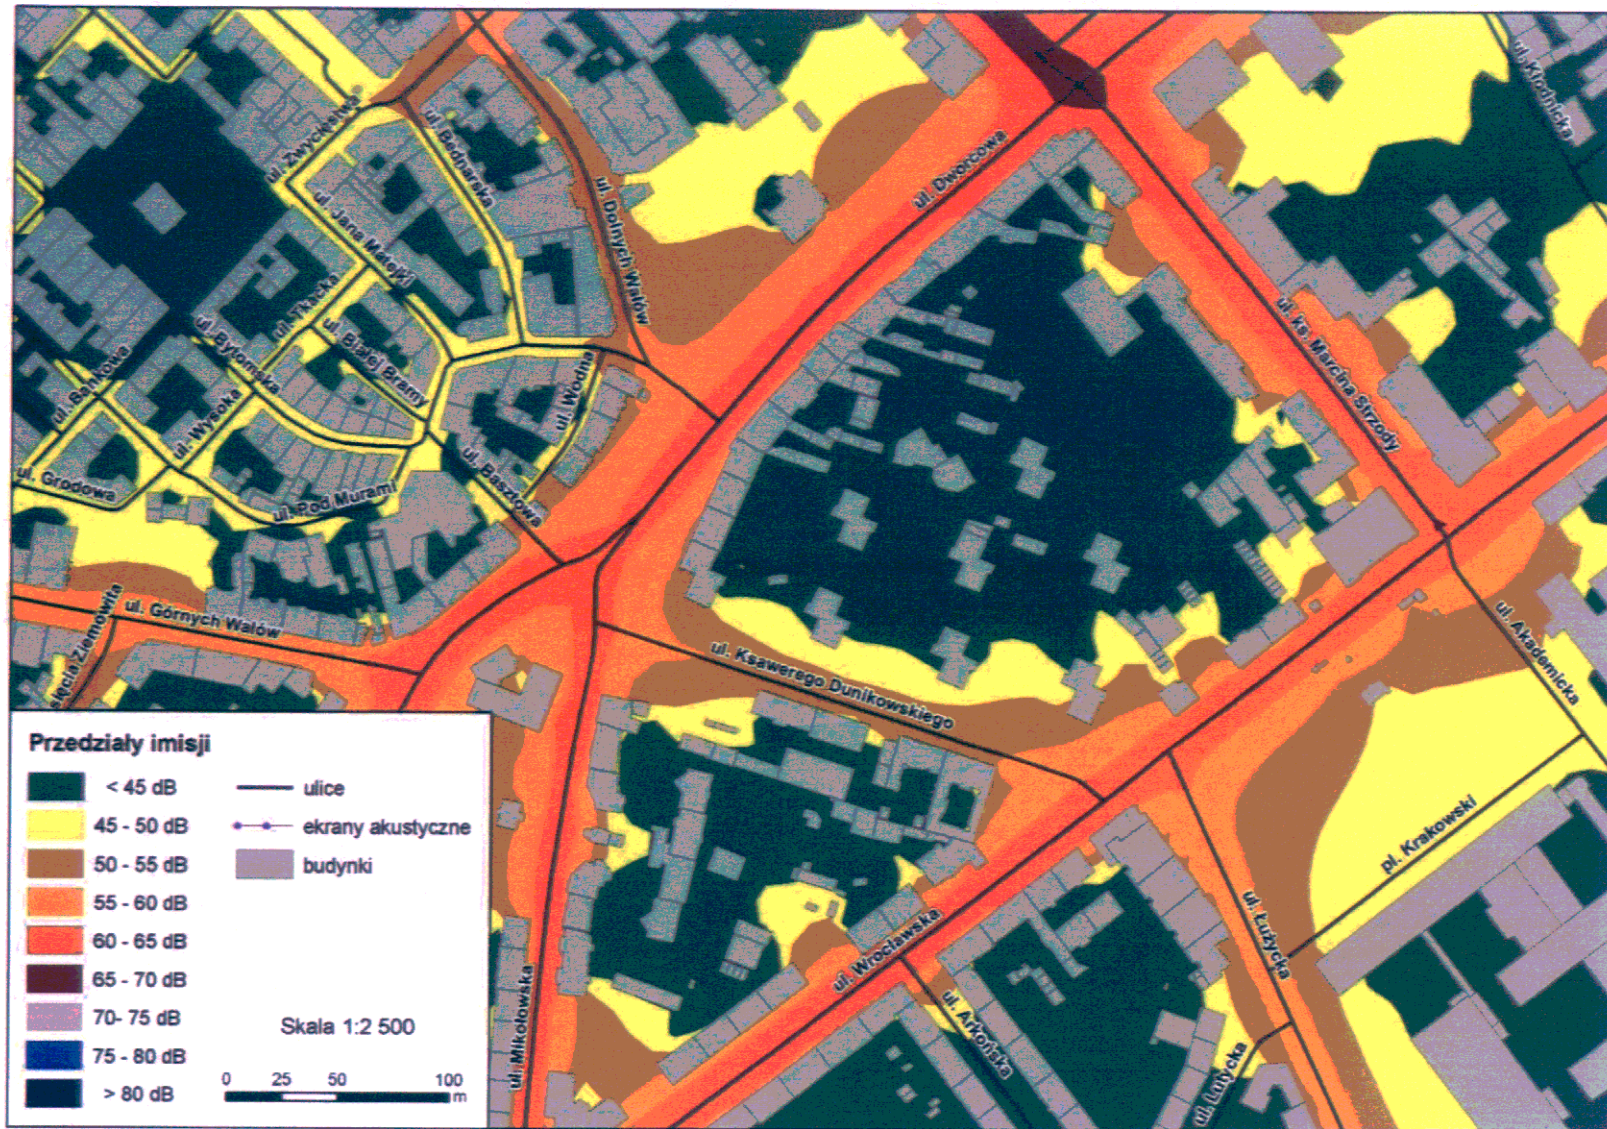 ul. Kłodnicka
ul. Zwycięstwa
ul. Bednarska
ul. Dworcowa
ul. Dolnych Wałów
ul. Jana Matejki
ul. Tkacka
ul. Bytomska
ul. Białej Bramy
ul. Bankowa
ul. Wysoka
ul. Wodna
ul. ks. Marcina Strzody
ul. Grodowa
ul. Pod Murami
ul. Basztowa
ul. Górnych Wałów
sięcia Ziemowita
ul. Ksawerego Dunikowskiego
ul. Akademicka
pl. Krakowski
ul. Łużycka
ul. Wrocławska
ul. Mikołowska
ul. Arkońska
ul. Łużycka
Przedziały imisji
< 45 dB
45 - 50 dB
50 - 55 dB
55 - 60 dB
60 - 65 dB
65 - 70 dB
70- 75 dB
75 - 80 dB
> 80 dB
ulice
ekrany akustyczne
budynki
Skala 1:2 500
0 25 50 100
m